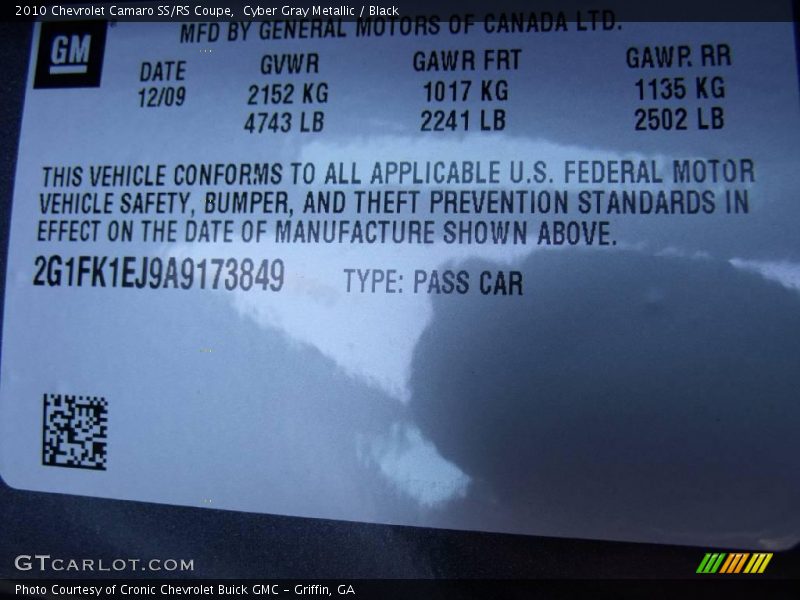 2010 Chevrolet Camaro SS/RS Coupe,  Cyber Gray Metallic / Black
MFD BY GENERAL MOTORS OF CANADA LTD.
GM
DATE GVWR GAWR FRT GAWR RR
12/09 2152 KG 1017 KG 1135 KG
4743 LB 2241 LB 2502 LB
THIS VEHICLE CONFORMS TO ALL APPLICABLE U.S. FEDERAL MOTOR
VEHICLE SAFETY, BUMPER, AND THEFT PREVENTION STANDARDS IN
EFFECT ON THE DATE OF MANUFACTURE SHOWN ABOVE.
2G1FK1EJ9A9173849 TYPE: PASS CAR
GTCARLOT.COM
Photo Courtesy of Cronic Chevrolet Buick GMC – Griffin, GA